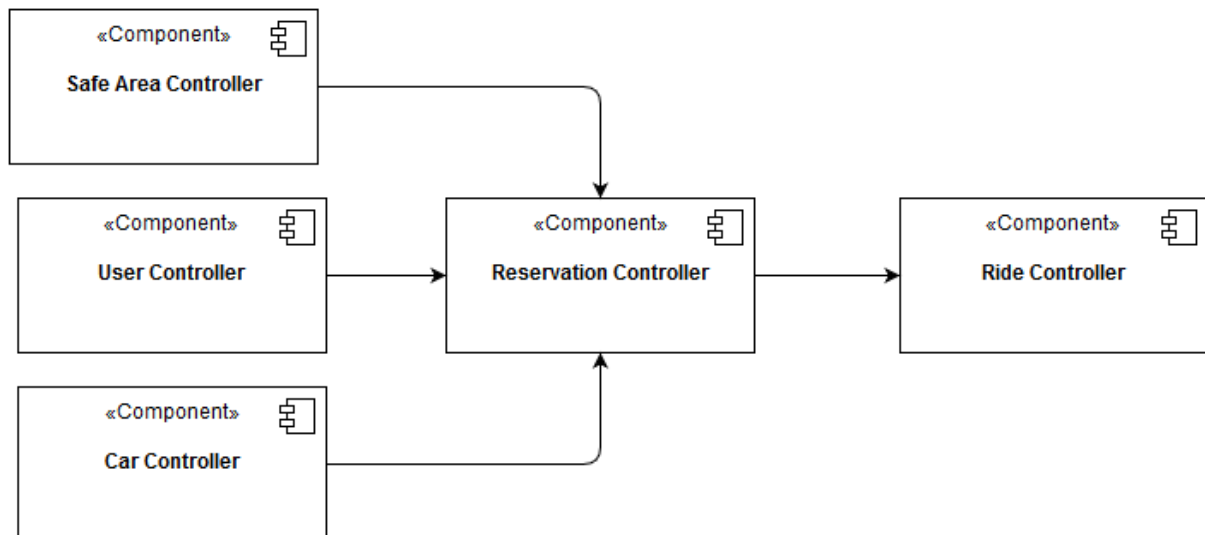 «Component»
Safe Area Controller
«Component»
User Controller
«Component»
Reservation Controller
«Component»
Ride Controller
«Component»
Car Controller